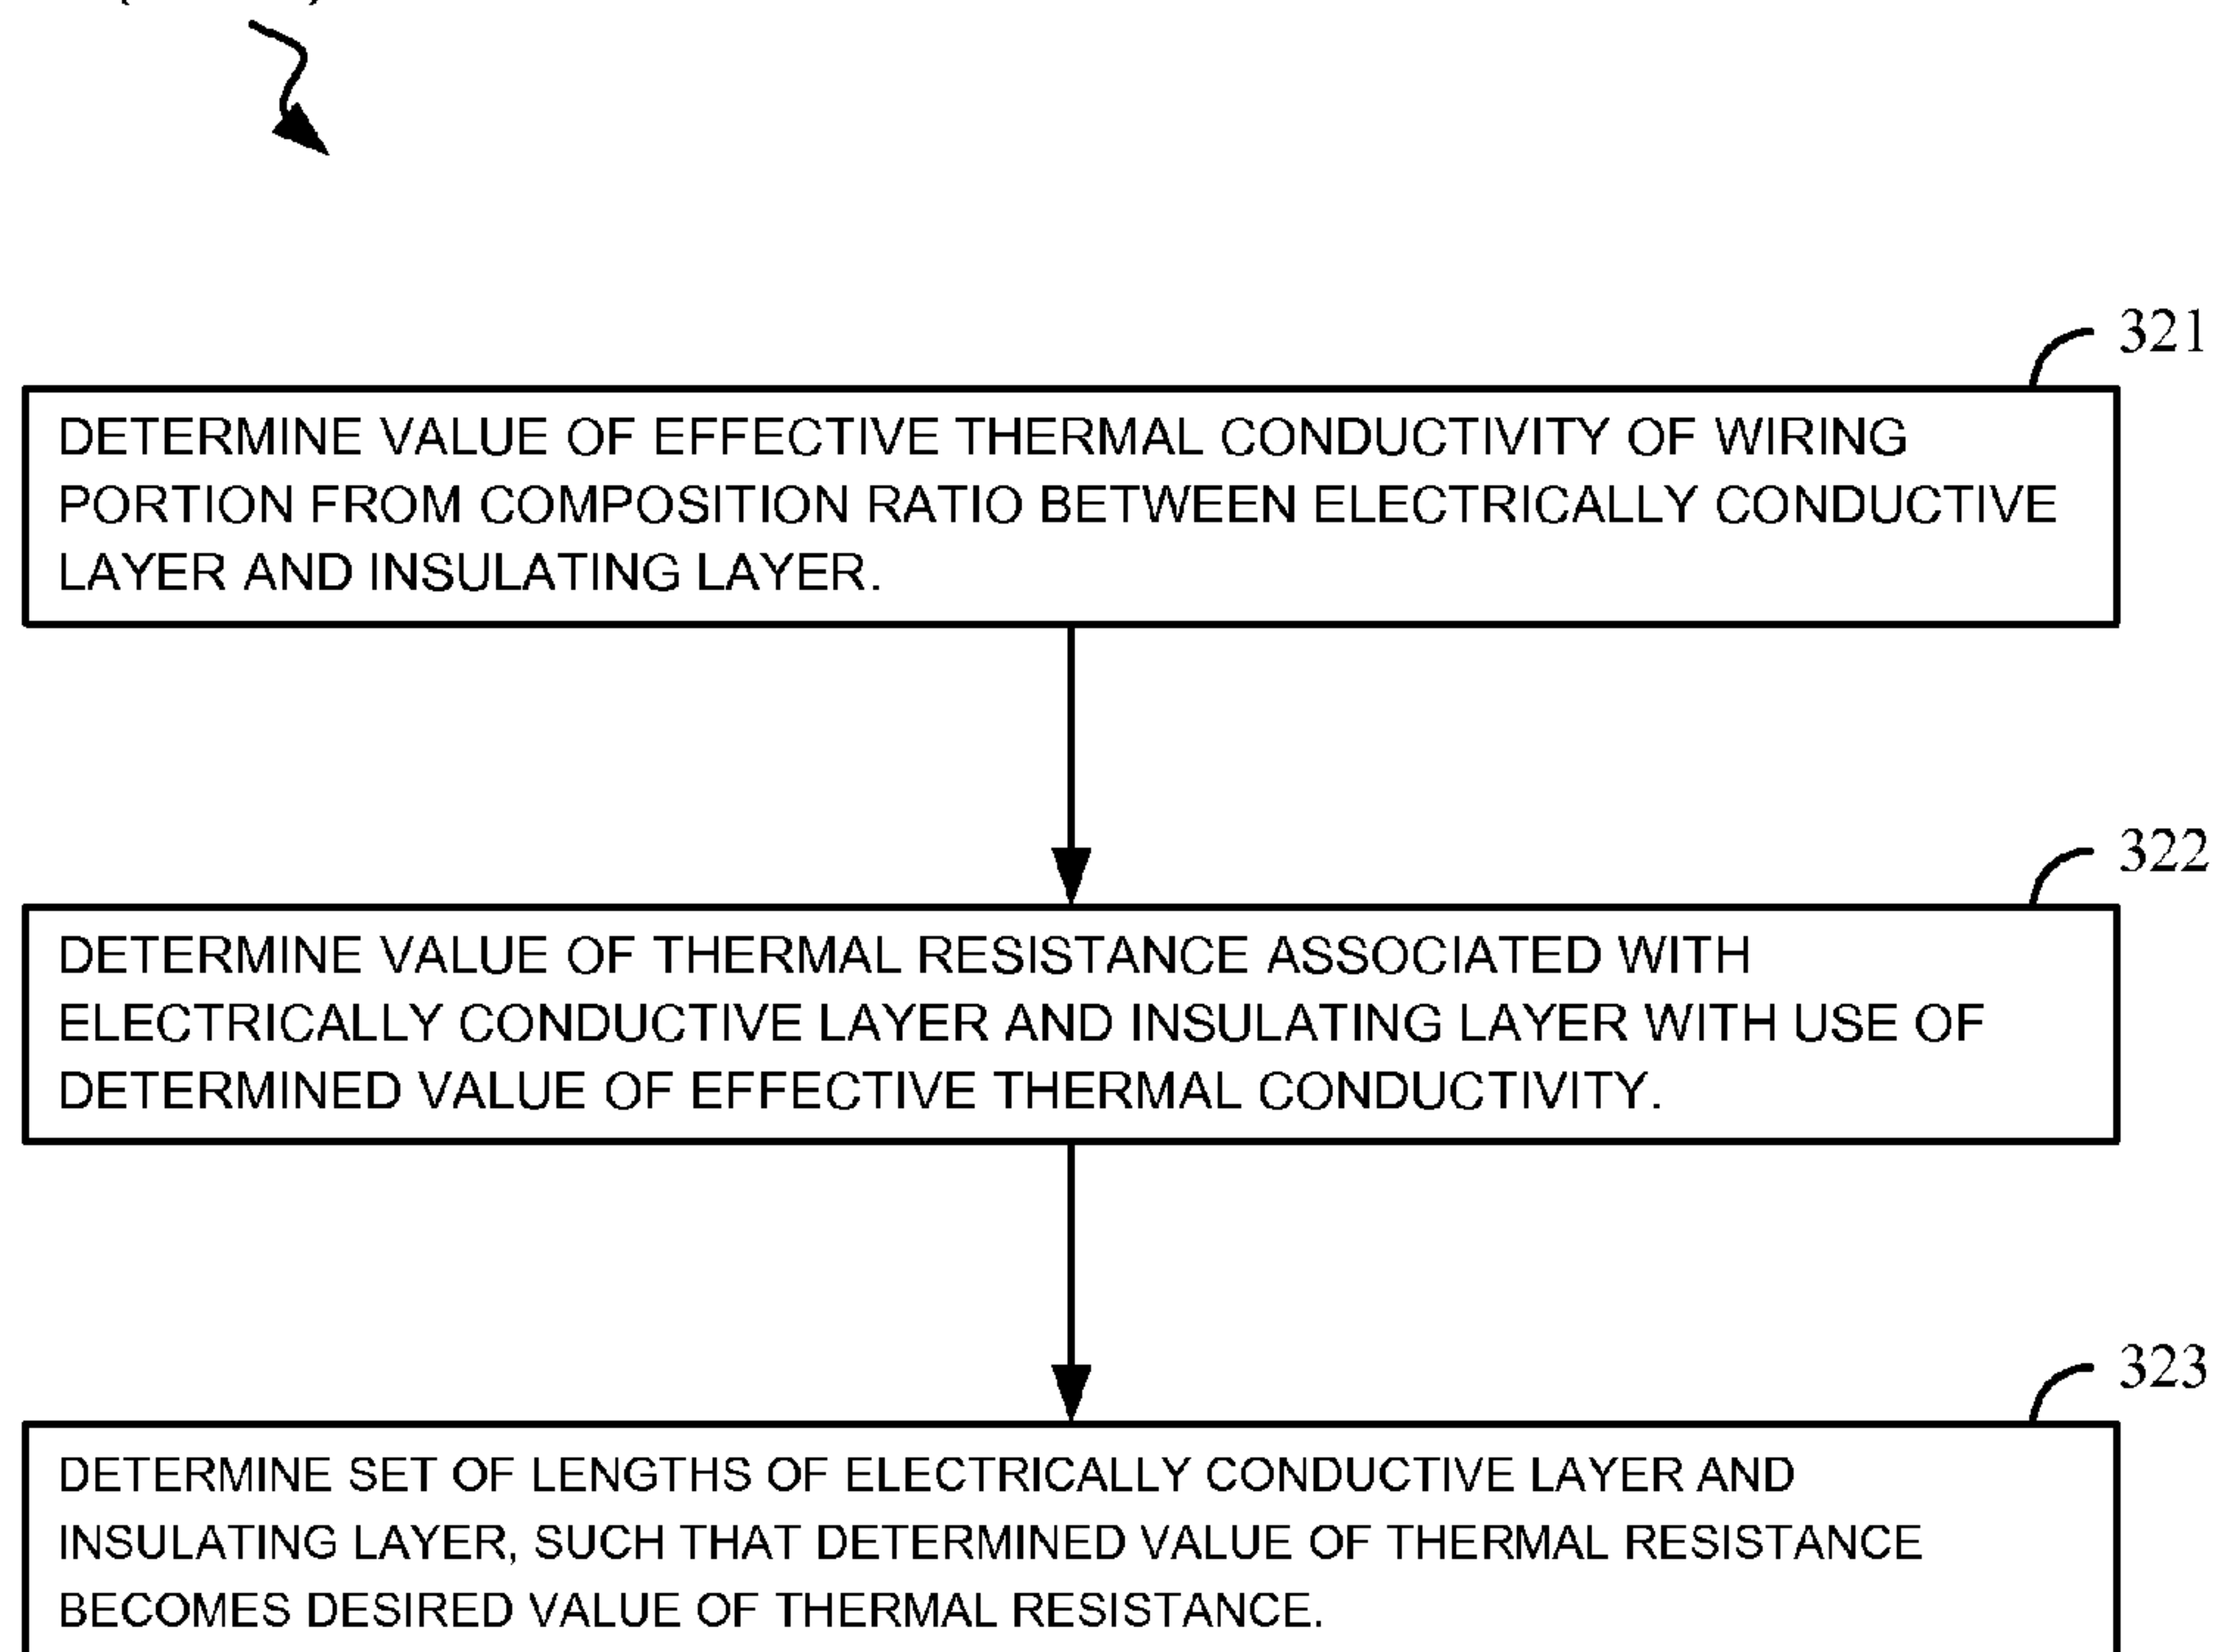 321
DETERMINE VALUE OF EFFECTIVE THERMAL CONDUCTIVITY OF WIRING
PORTION FROM COMPOSITION RATIO BETWEEN ELECTRICALLY CONDUCTIVE
LAYER AND INSULATING LAYER.
322
DETERMINE VALUE OF THERMAL RESISTANCE ASSOCIATED WITH
ELECTRICALLY CONDUCTIVE LAYER AND INSULATING LAYER WITH USE OF
DETERMINED VALUE OF EFFECTIVE THERMAL CONDUCTIVITY.
323
DETERMINE SET OF LENGTHS OF ELECTRICALLY CONDUCTIVE LAYER AND
INSULATING LAYER, SUCH THAT DETERMINED VALUE OF THERMAL RESISTANCE
BECOMES DESIRED VALUE OF THERMAL RESISTANCE.